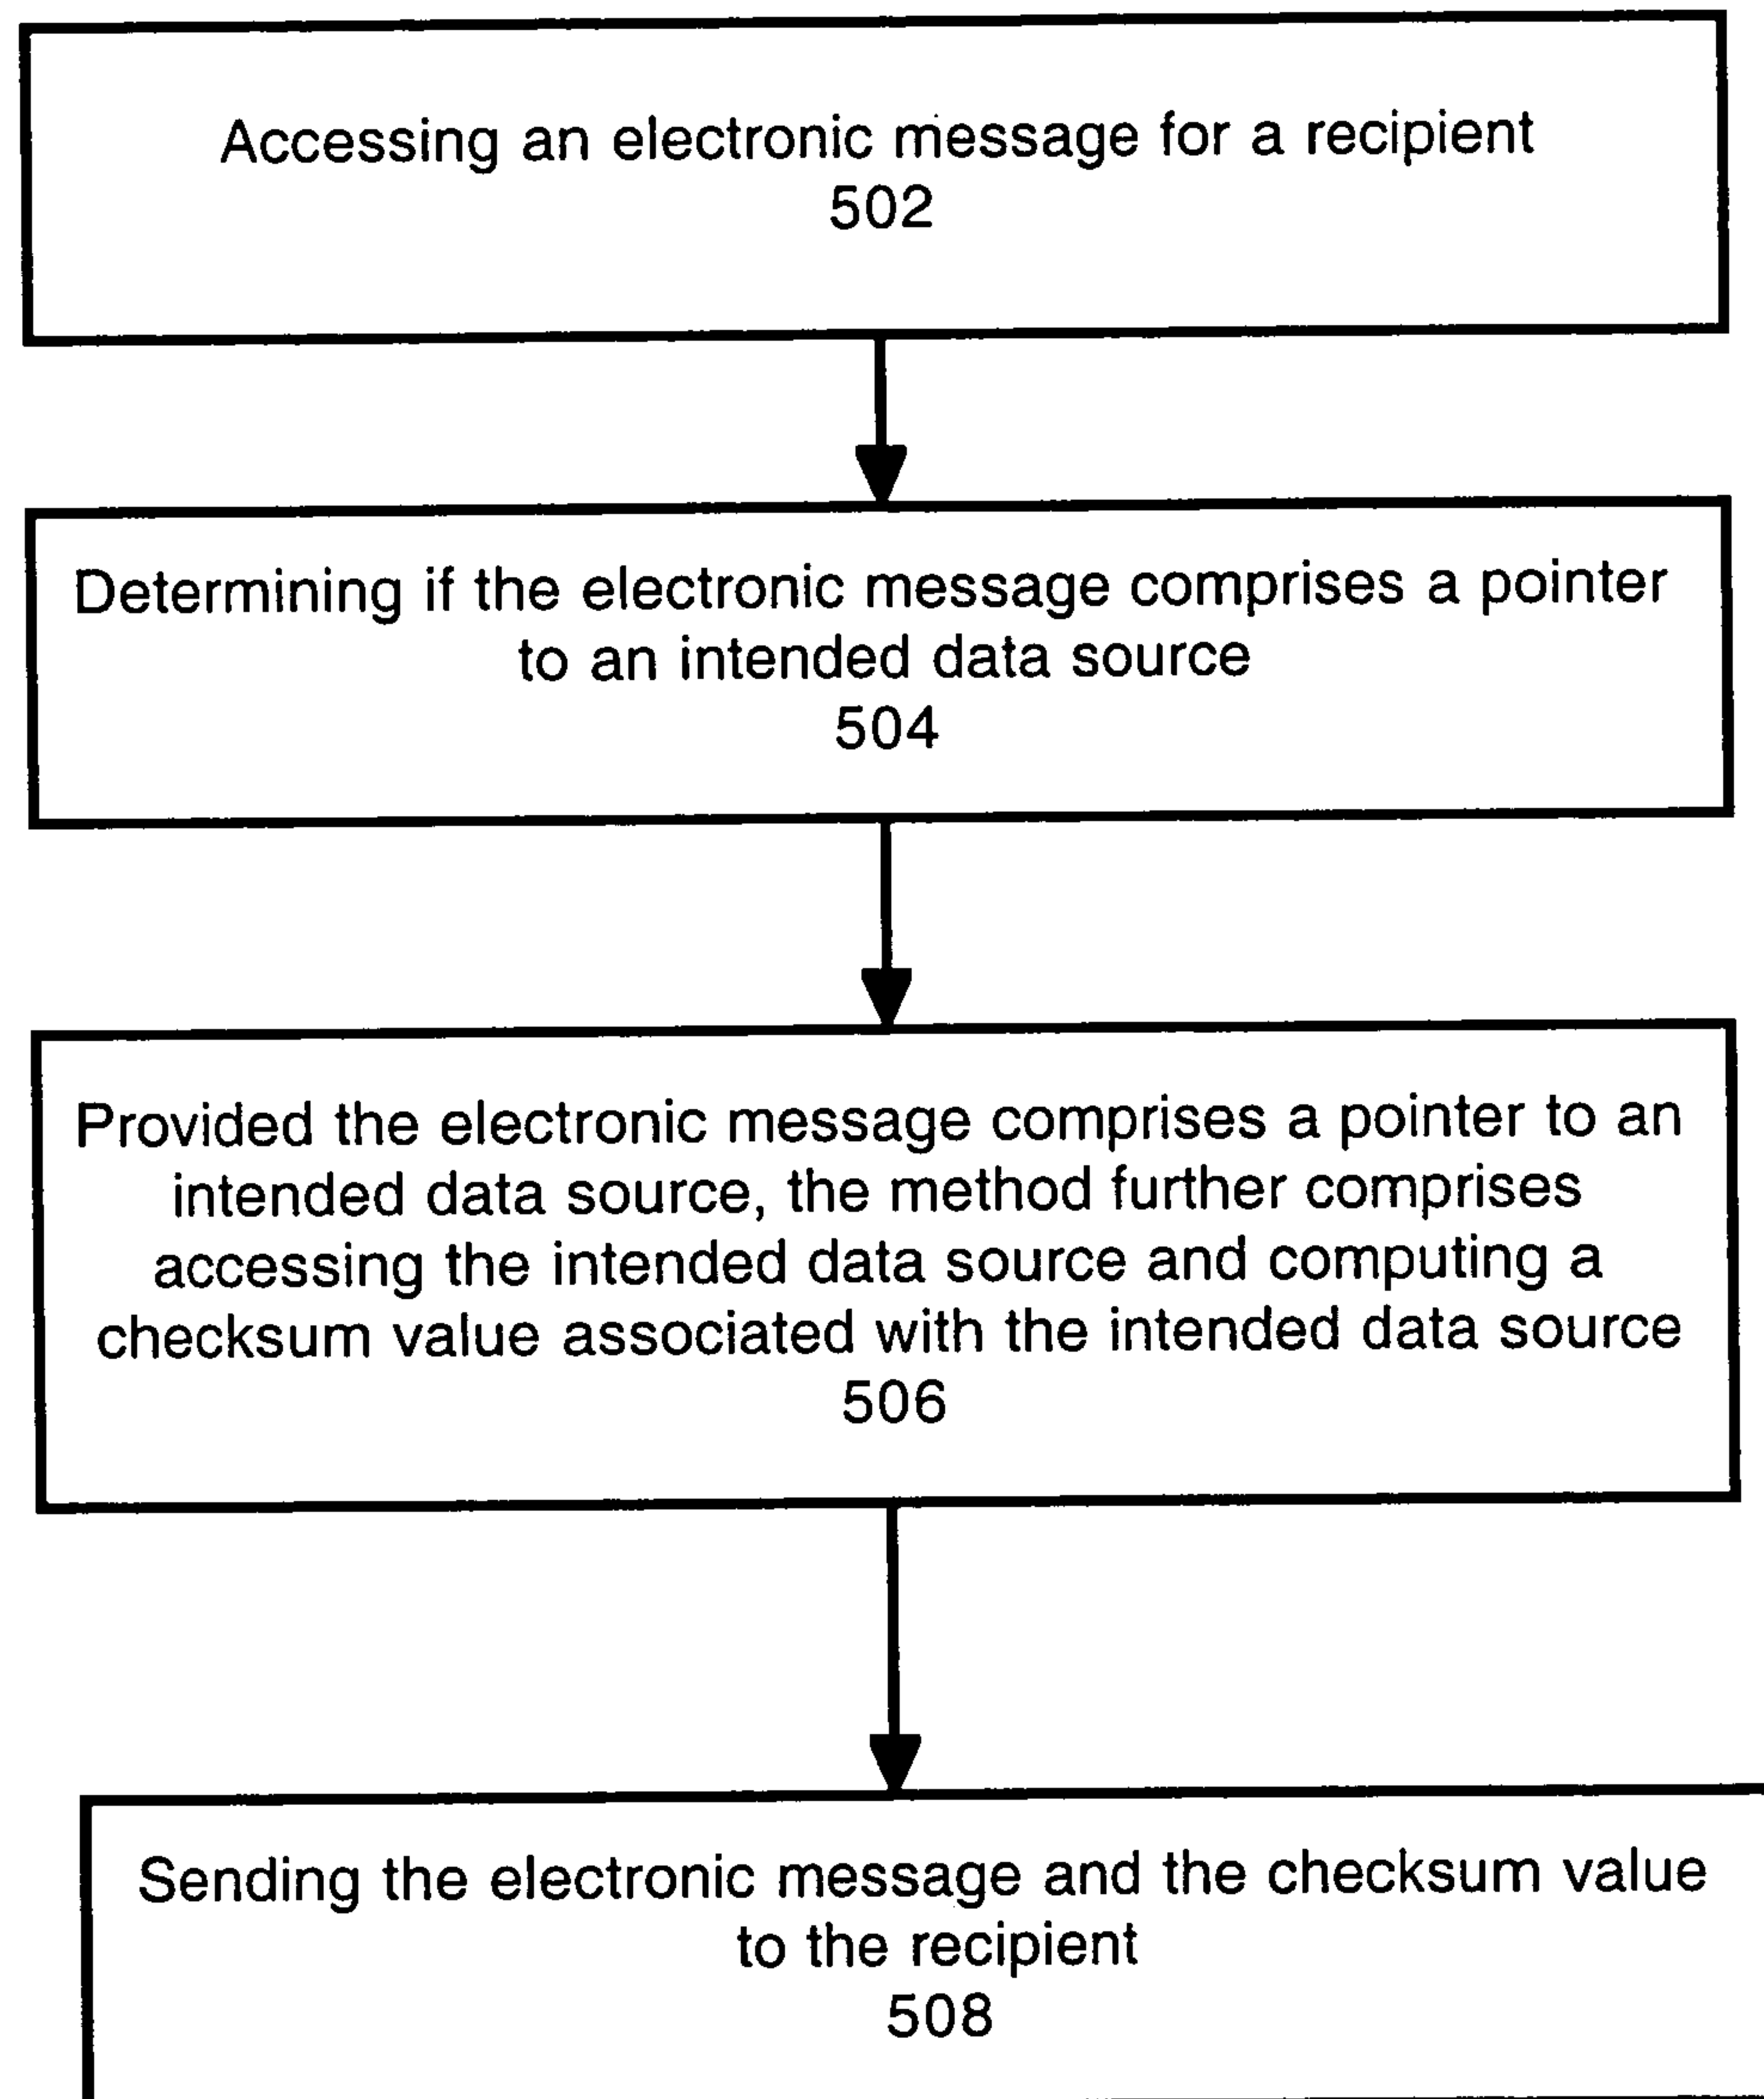 Accessing an electronic message for a recipient
502
Determining if the electronic message comprises a pointer
to an intended data source
504
Provided the electronic message comprises a pointer to an
intended data source, the method further comprises
accessing the intended data source and computing a
checksum value associated with the intended data source
506
Sending the electronic message and the checksum value
to the recipient
508